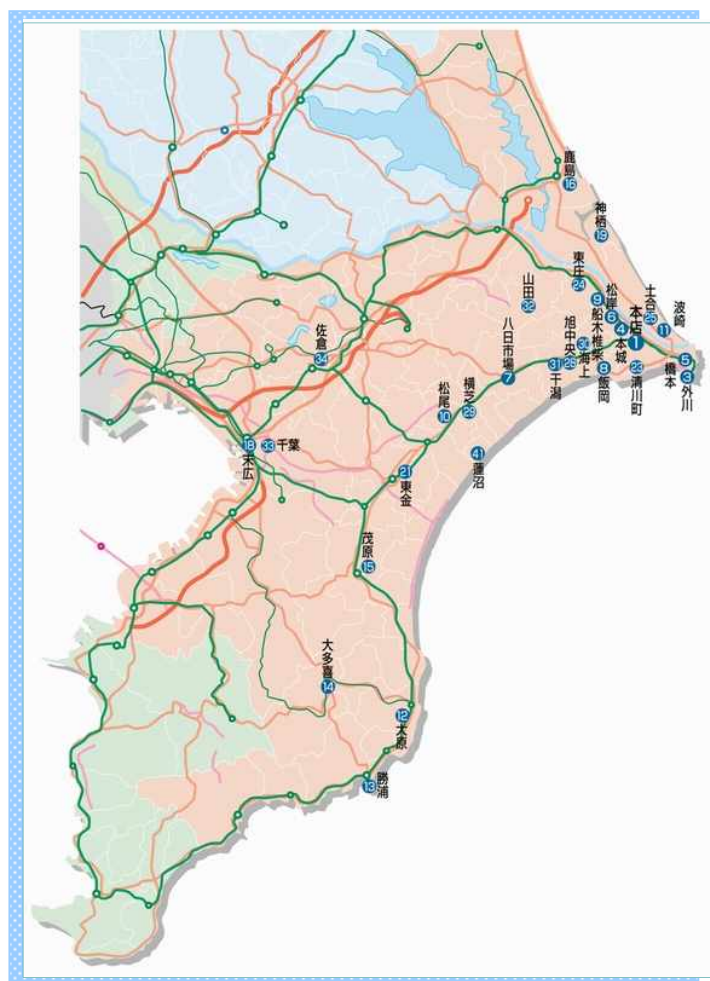 鹿島
16
神栖
19
東庄
24
山田
32
松岸
6
9
船木椎柴
土合
25
波崎
11
本店
1
4
本城
旭中央
26
30
海上
八日市場
7
31
干潟
8
飯岡
23
清川町
5
橋本
3
外川
佐倉
34
松尾
10
横芝
29
18
末広
33
千葉
41
蓮沼
21
東金
茂原
15
大多喜
14
12
大原
13
勝浦